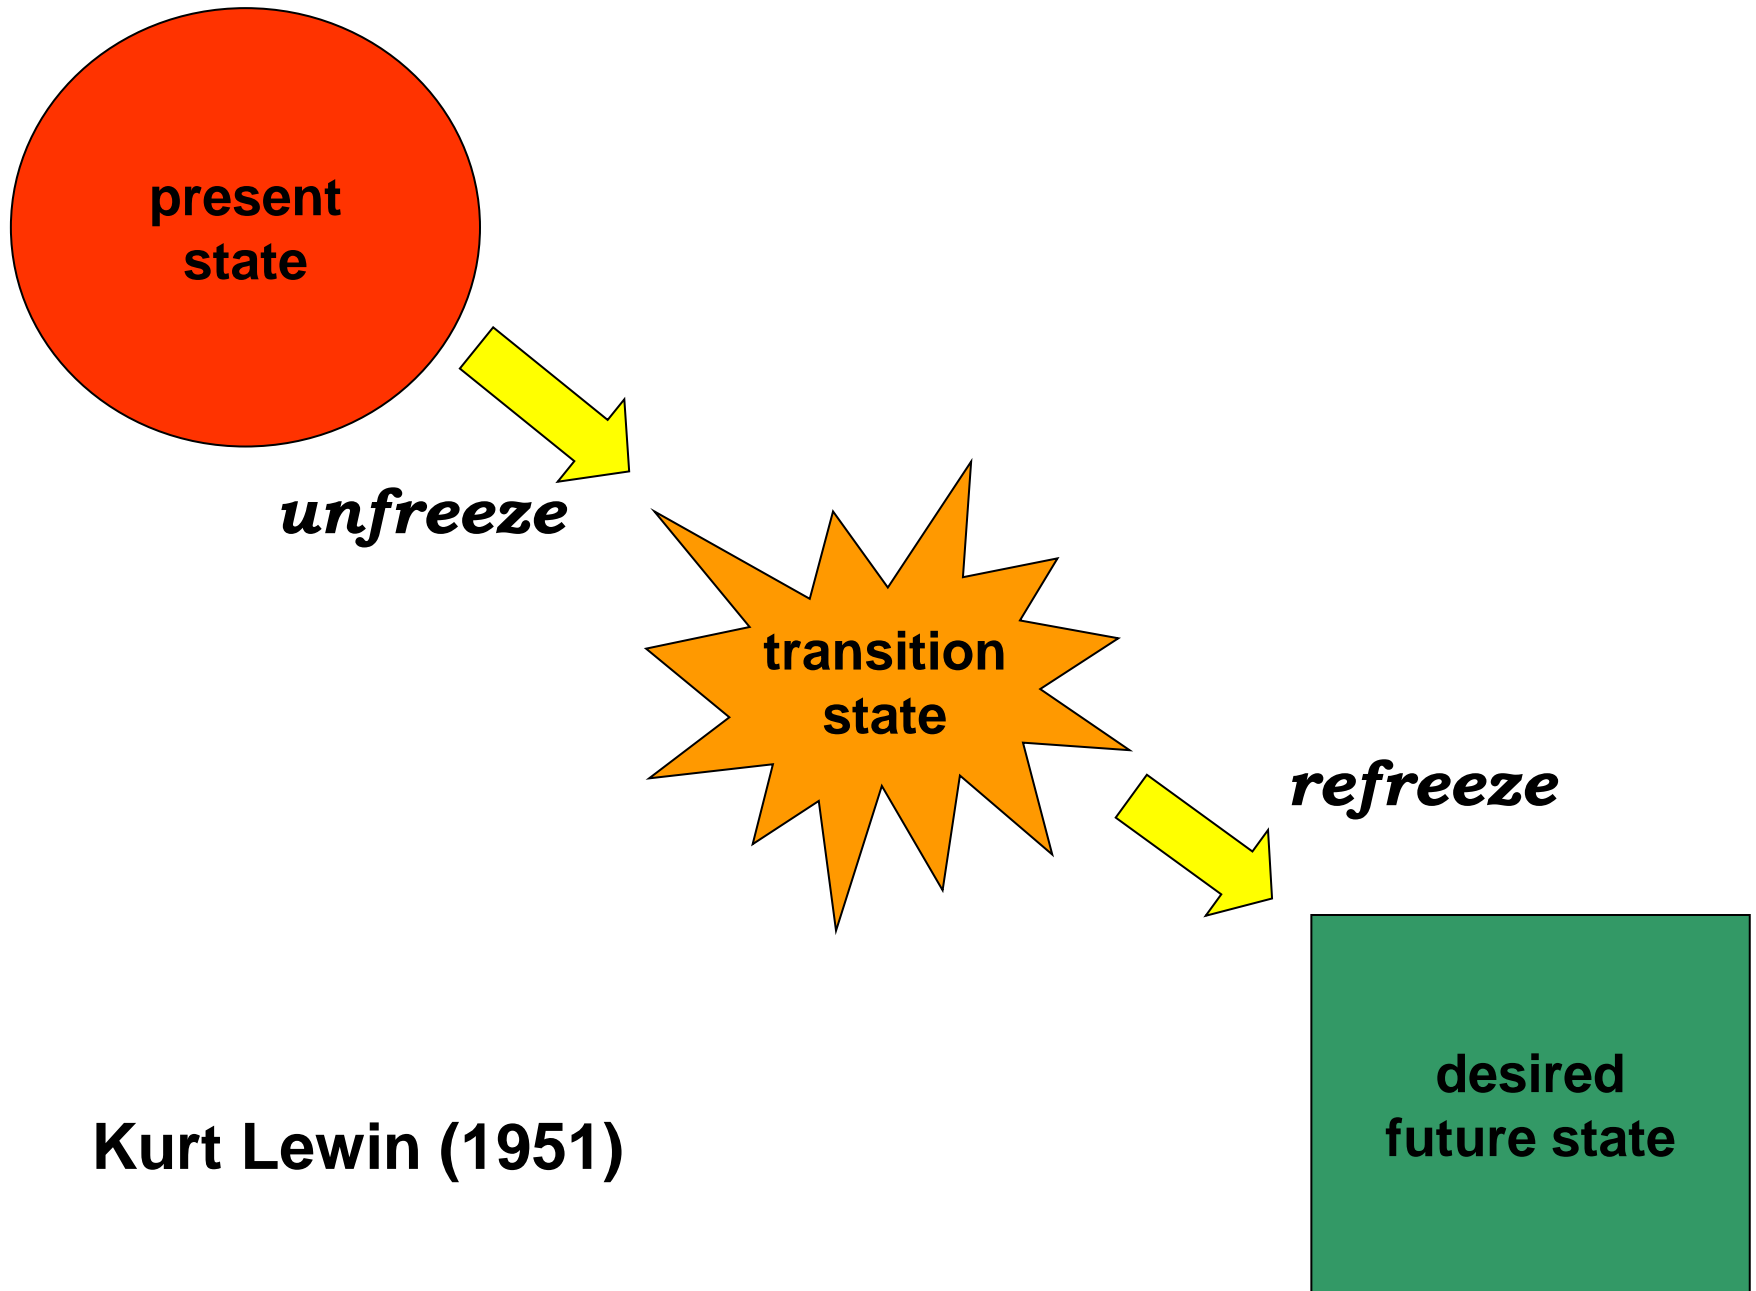 present
state
unfreeze
transition
state
refreeze
desired
future state
Kurt Lewin (1951)